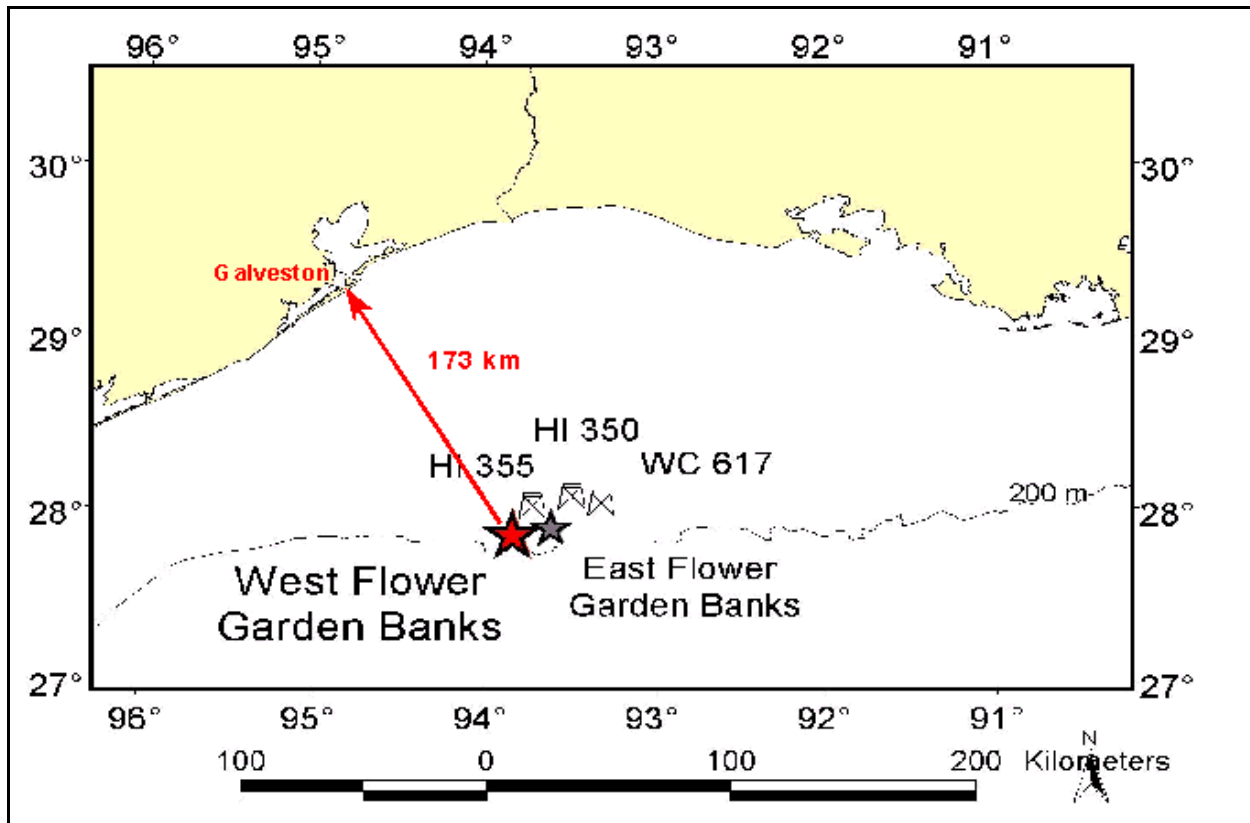 96° 95° 94° 93° 92° 91°
30° 30°
Galveston
29° 29°
173 km
HI 350
HI 355 WC 617
200 m
28° 28°
West Flower
Garden Banks
East Flower
Garden Banks
27° 27°
96° 95° 94° 93° 92° 91°
N
100 0 100 200 Kilometers